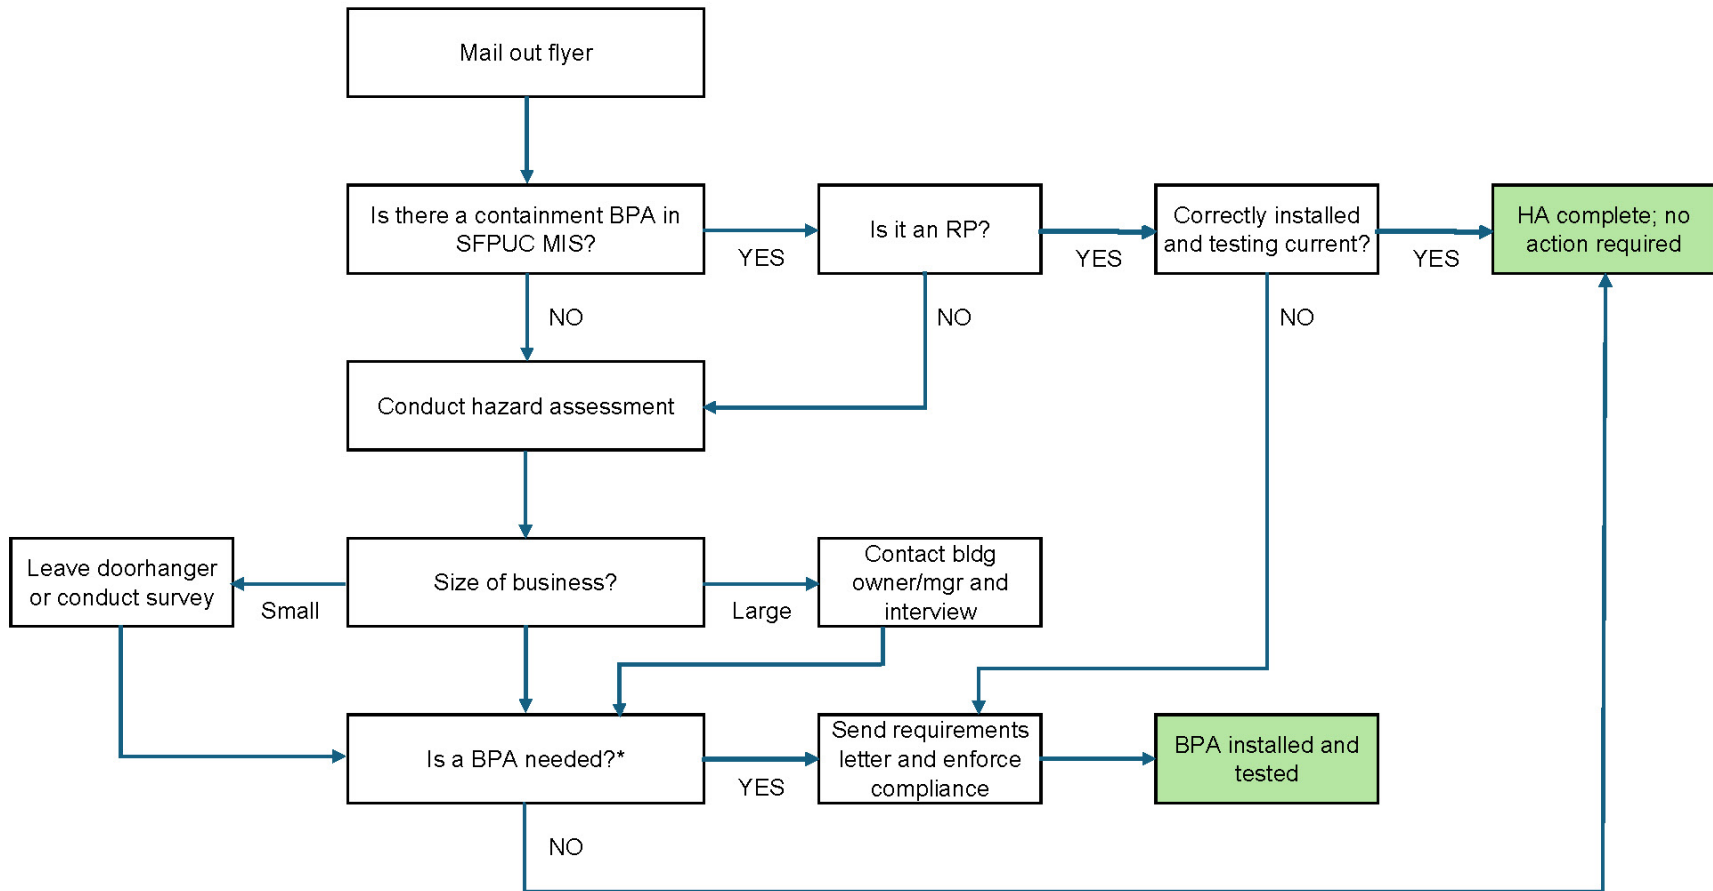 Mail out flyer
Is there a containment BPA in
SFPUC MIS?
YES
Is it an RP?
YES
Correctly installed
and testing current?
YES
HA complete; no
action required
NO
NO
NO
Conduct hazard assessment
Leave doorhanger
or conduct survey
Small
Size of business?
Large
Contact bldg
owner/mgr and
interview
Is a BPA needed?*
YES
Send requirements
letter and enforce
compliance
BPA installed and
tested
NO